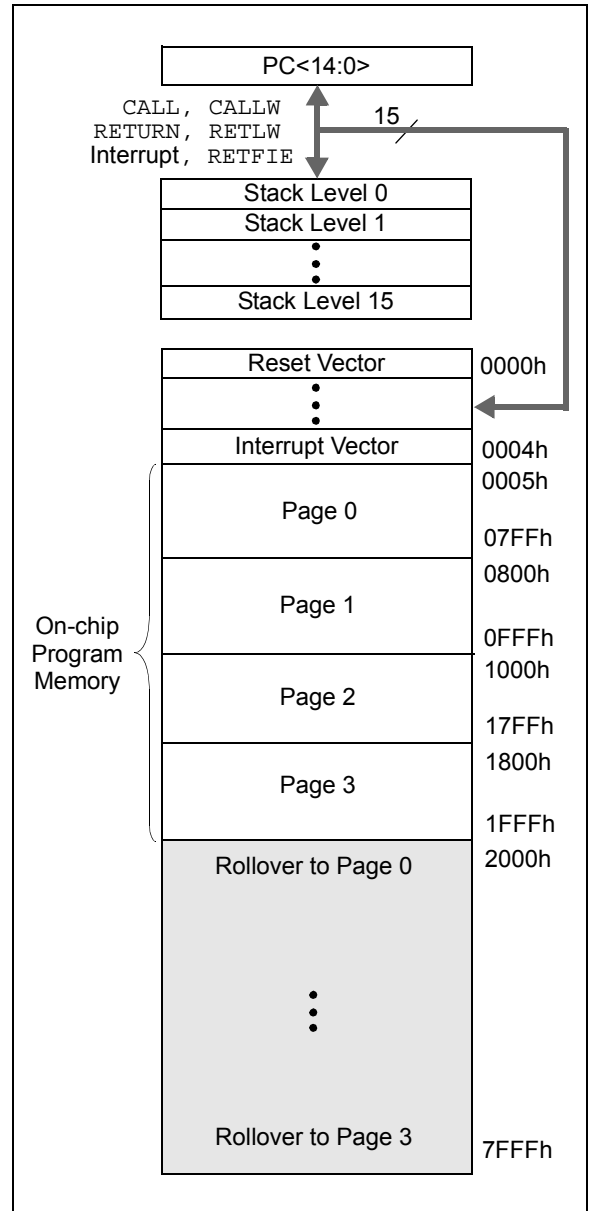 PC<14:0>
CALL, CALLW
RETURN, RETLW
Interrupt, RETFIE
15
Stack Level 0
Stack Level 1
Stack Level 15
Reset Vector
0000h
Interrupt Vector
0004h
0005h
Page 0
07FFh
0800h
Page 1
0FFFh
On-chip
Program
Memory
1000h
Page 2
17FFh
1800h
Page 3
1FFFh
2000h
Rollover to Page 0
Rollover to Page 3
7FFFh